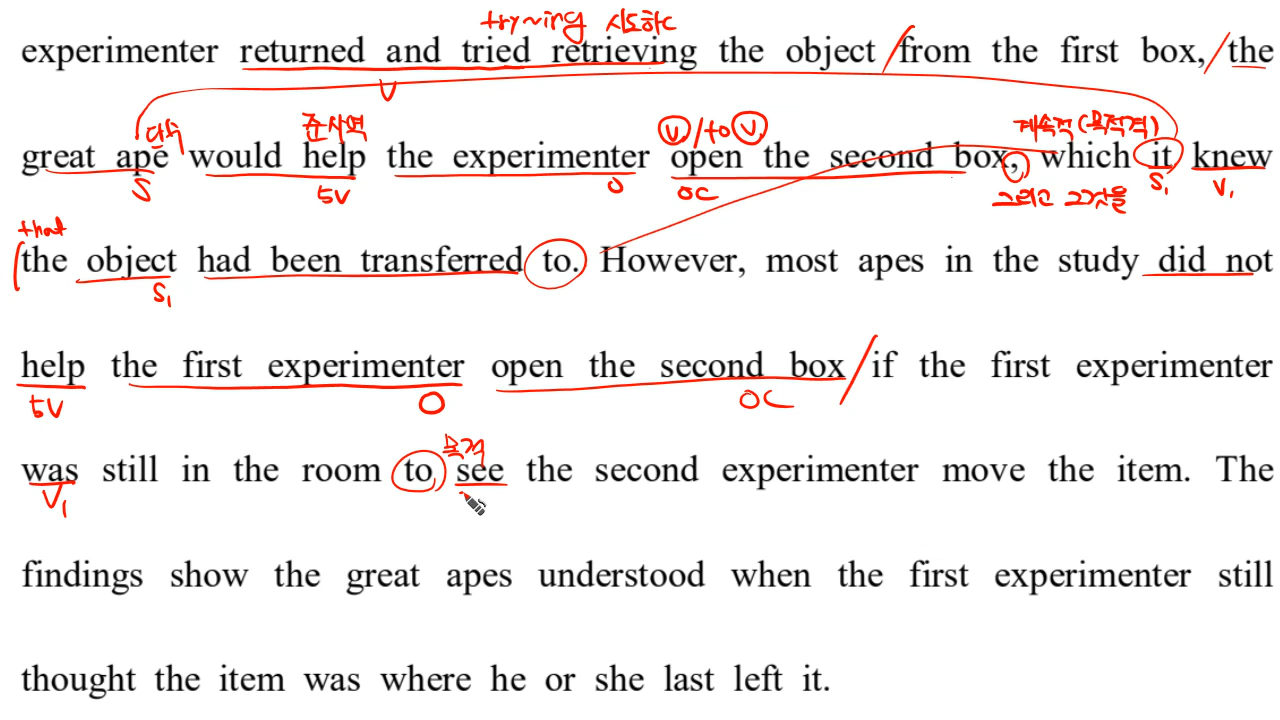 try ~ing 시도하다
experimenter returned and tried retrieving the object / from the first box, / the
V
단수 준사역 V / to V 계속적 (목적격)
great ape would help the experimenter open the second box, which it knew
S 5V O OC S₁ V₁
그리고 그것을
that
the object had been transferred to. However, most apes in the study did not
S₁
help the first experimenter open the second box / if the first experimenter
5V O OC
목적
was still in the room to see the second experimenter move the item. The
V₁
findings show the great apes understood when the first experimenter still
thought the item was where he or she last left it.